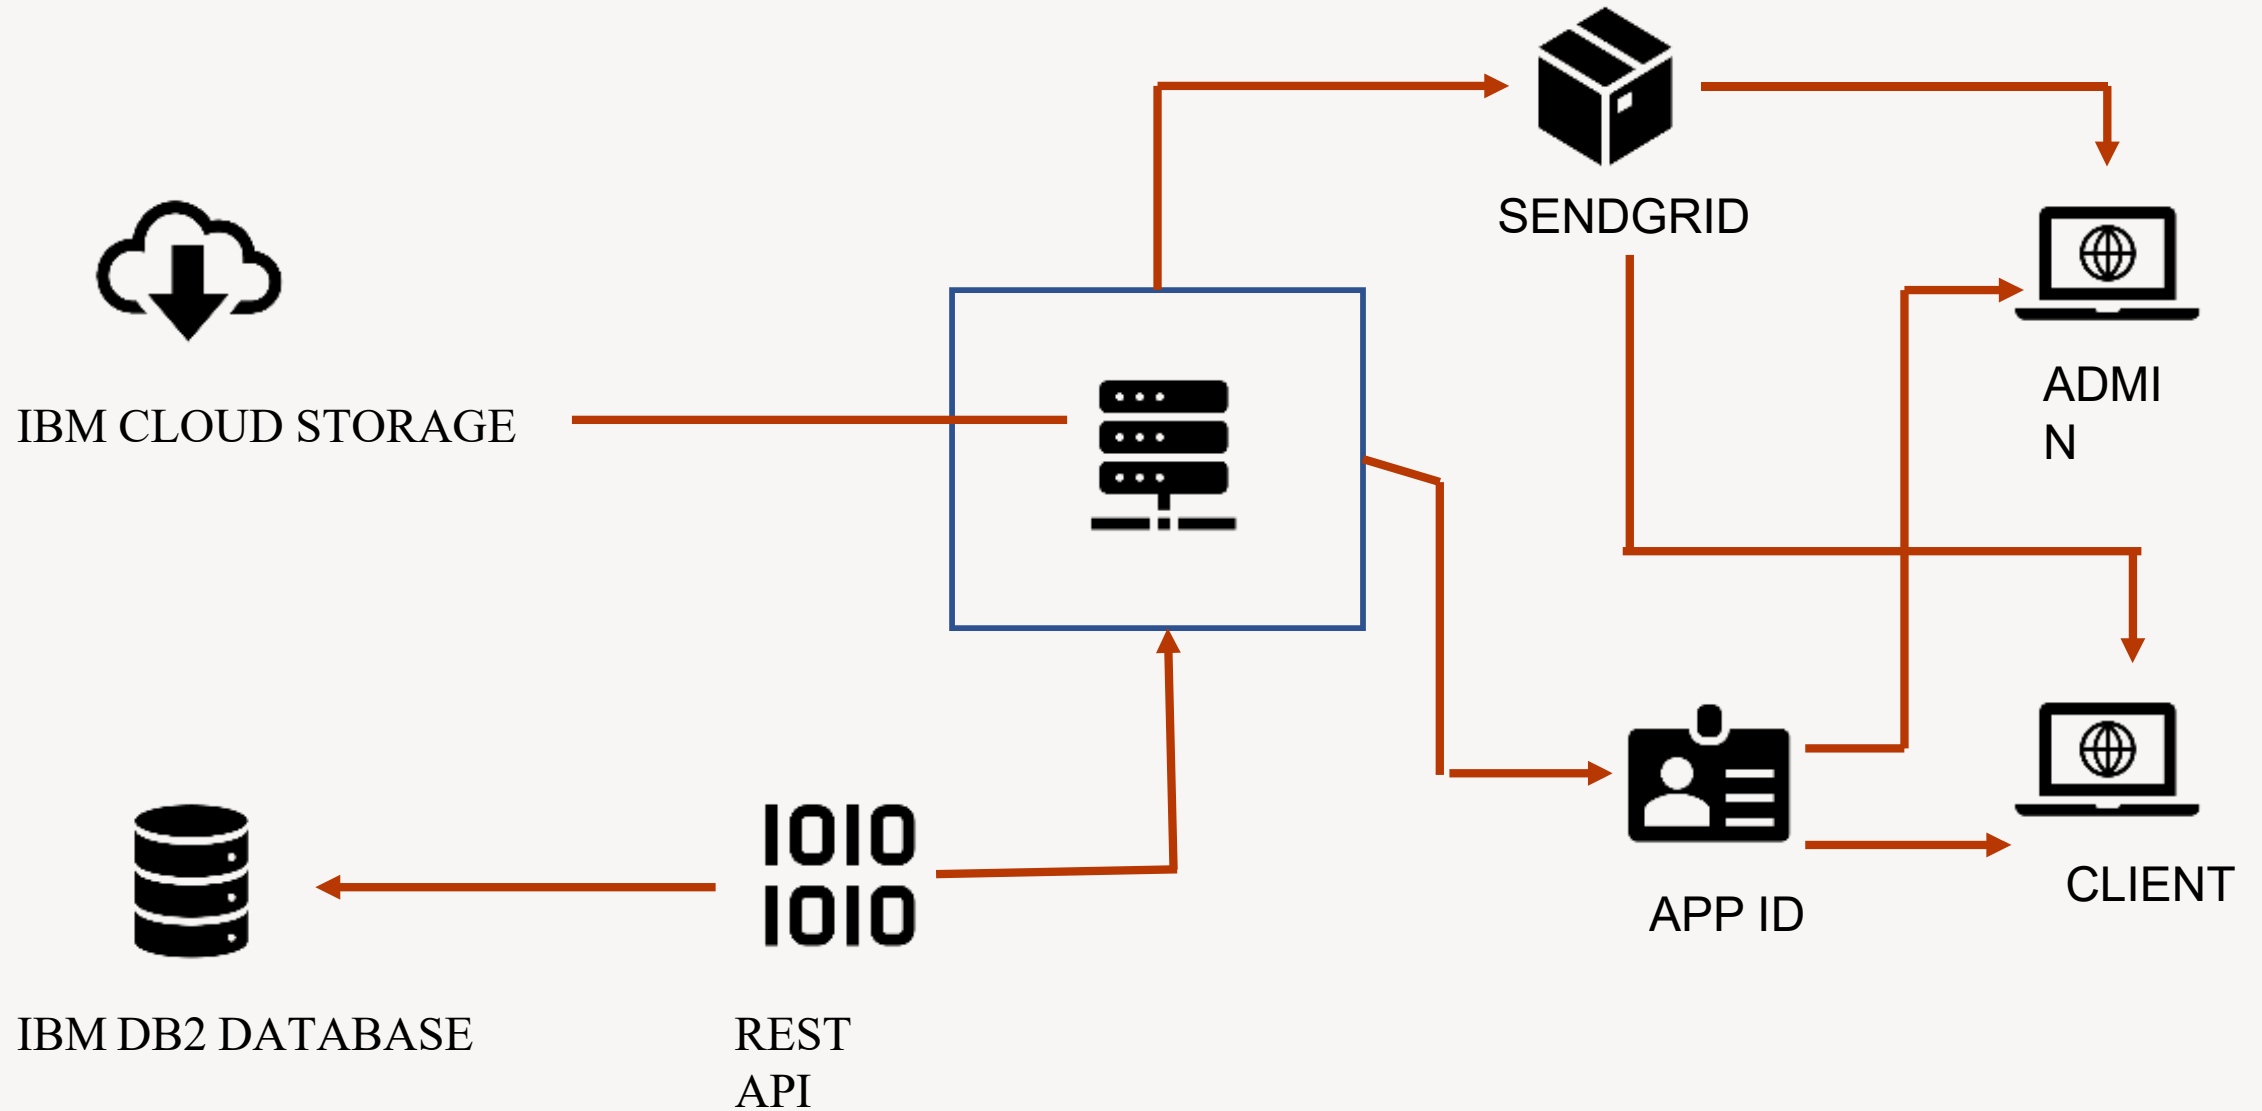 SENDGRID
ADMI
N
IBM CLOUD STORAGE
CLIENT
APP ID
IBM DB2 DATABASE
REST
API